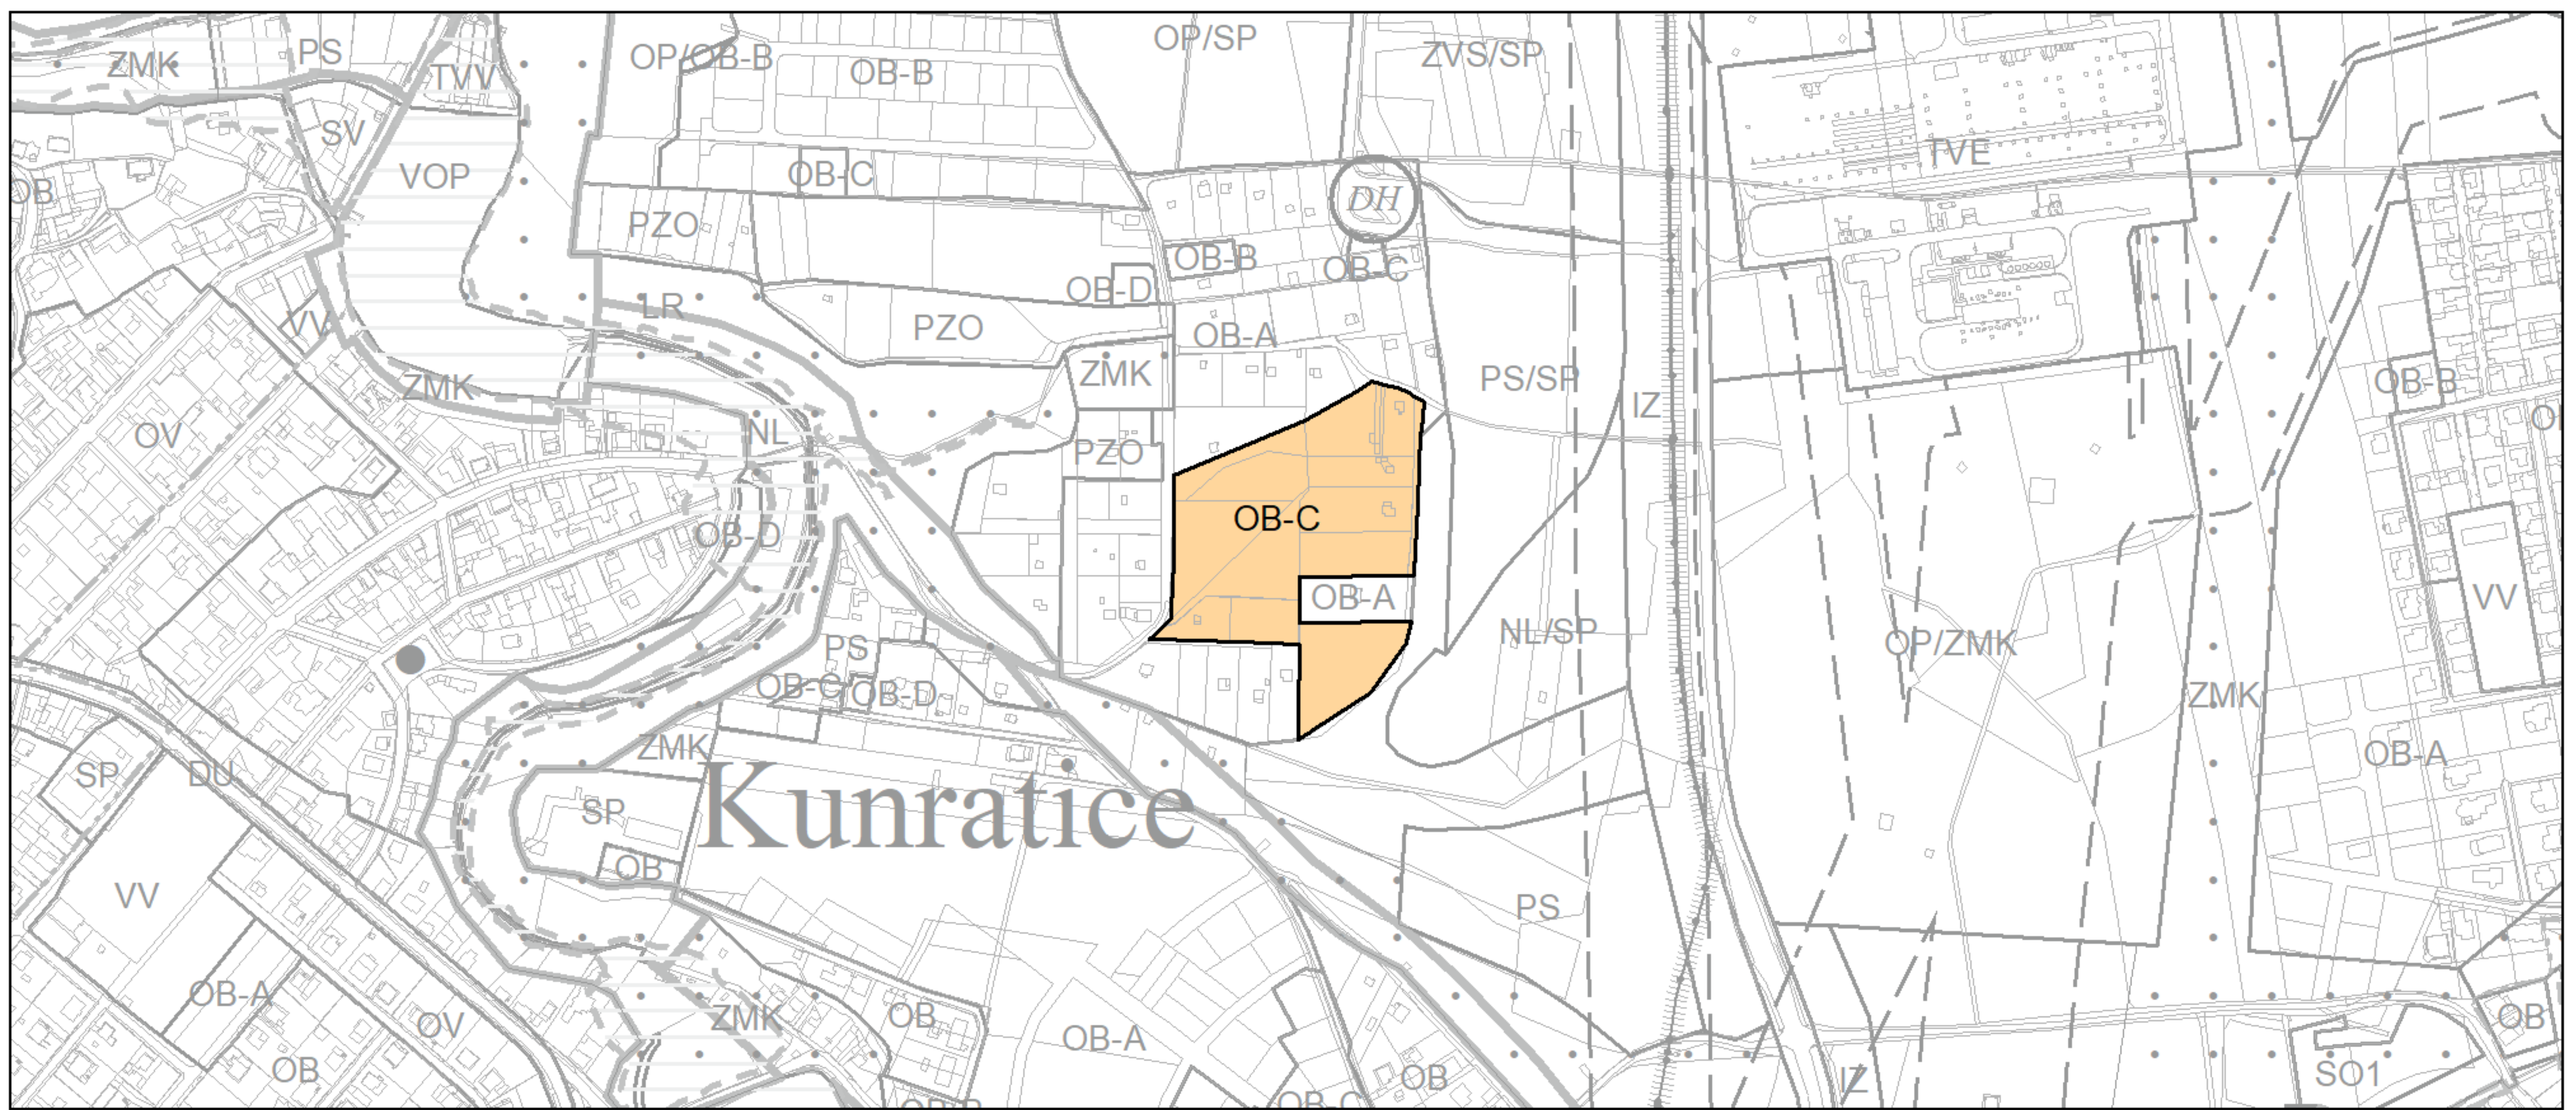 OP/SP
ZVS/SP
PS
ZMK
OP/OB-B
OB-B
TVV
SV
TVE
VOP
OB-C
OB
DH
PZO
OB-B
OB-C
OB-D
LR
VV
PZO
OB-A
ZMK
PS/SP
OB-B
ZMK
IZ
OV
NL
PZO
OB-C
OB-D
OB-A
VV
NL/SP
OP/ZMK
PS
OB-C
OB-D
ZMK
ZMK
OB-A
SP
DU
Kunratice
SP
OB
VV
PS
OB-A
OV
ZMK
OB
OB-A
OB
OB
OB
IZ
SO1
OB-C